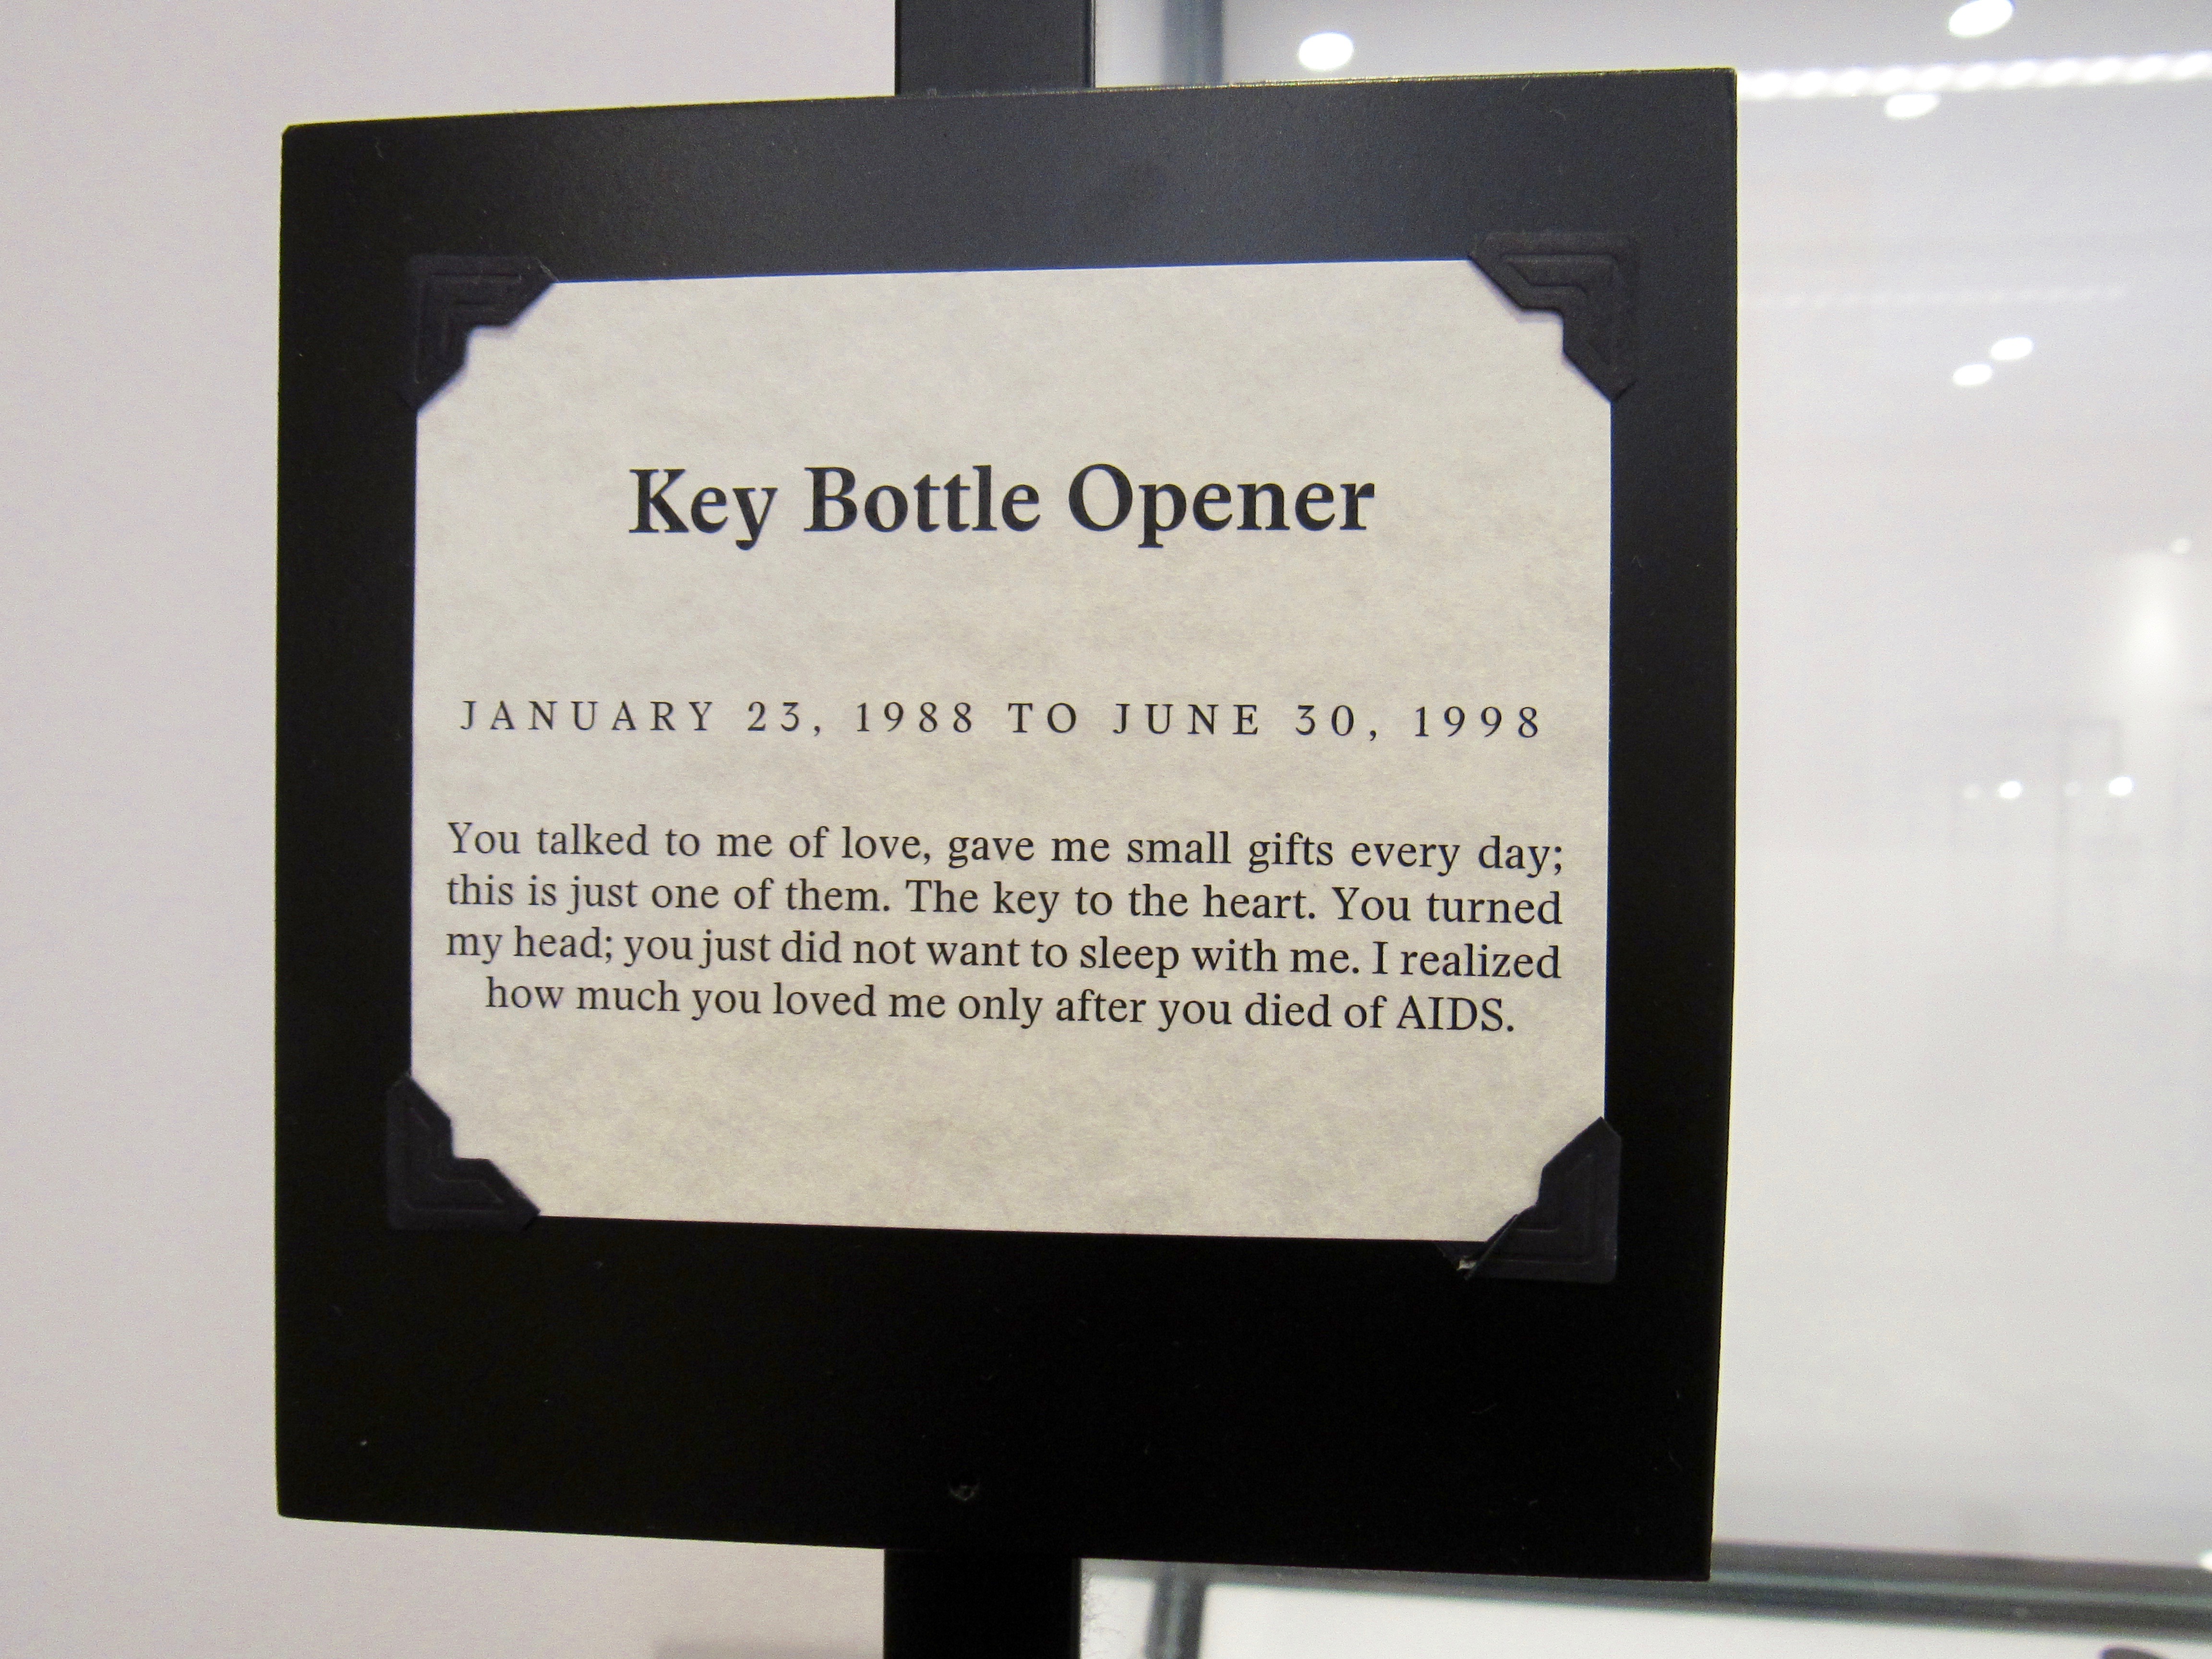 Key Bottle Opener
JANUARY 23, 1988 TO JUNE 30, 1998
You talked to me of love, gave me small gifts every day;
this is just one of them. The key to the heart. You turned
my head; you just did not want to sleep with me. I realized
how much you loved me only after you died of AIDS.